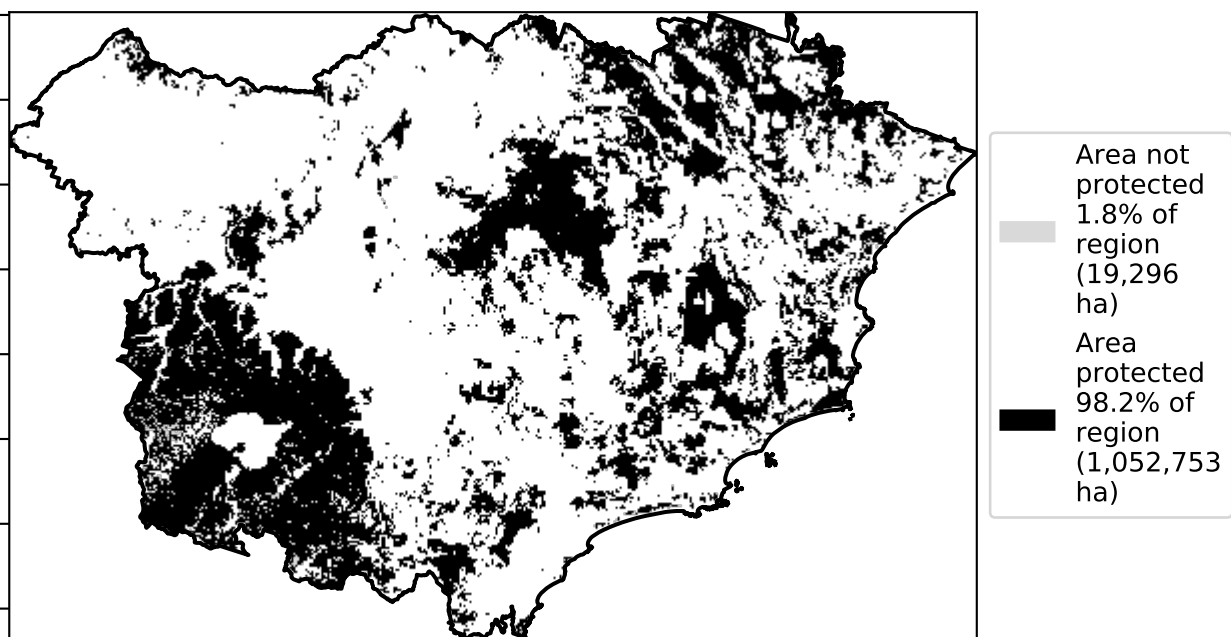 Area not
protected
1.8% of
region
(19,296
ha)
Area
protected
98.2% of
region
(1,052,753
ha)